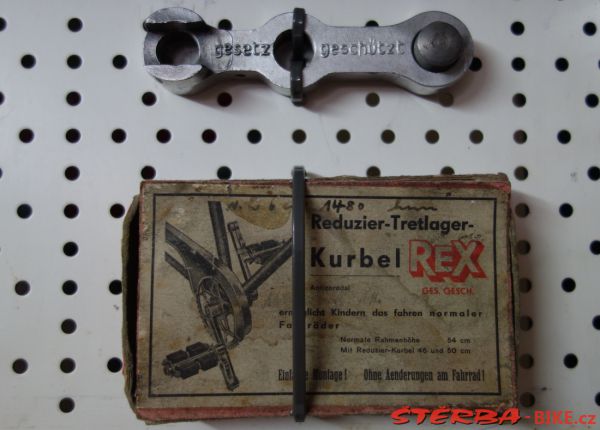 gesetz geschützt
1480
Reduzier-Tretlager-
Kurbel REX
GES. GESCH.
ermöglicht Kindern das fahren normaler
Fahrräder
Normale Rahmenhöhe 54 cm
Mit Reduzier-Kurbel 46 und 50 cm
Einfache Montage! Ohne Aenderungen am Fahrrad!
STERBA-BIKE.cz